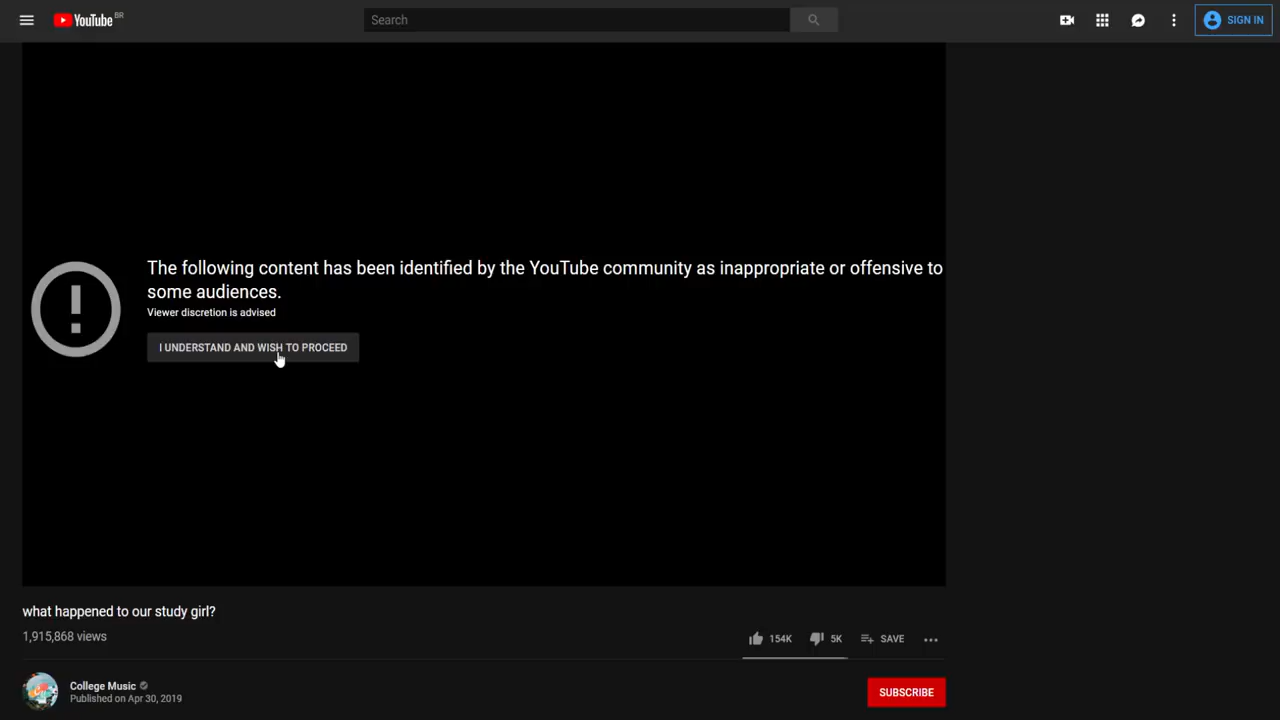 YouTube BR
Search
SIGN IN
The following content has been identified by the YouTube community as inappropriate or offensive to
some audiences.
Viewer discretion is advised
I UNDERSTAND AND WISH TO PROCEED
what happened to our study girl?
1,915,868 views
154K
5K
SAVE
College Music
Published on Apr 30, 2019
SUBSCRIBE